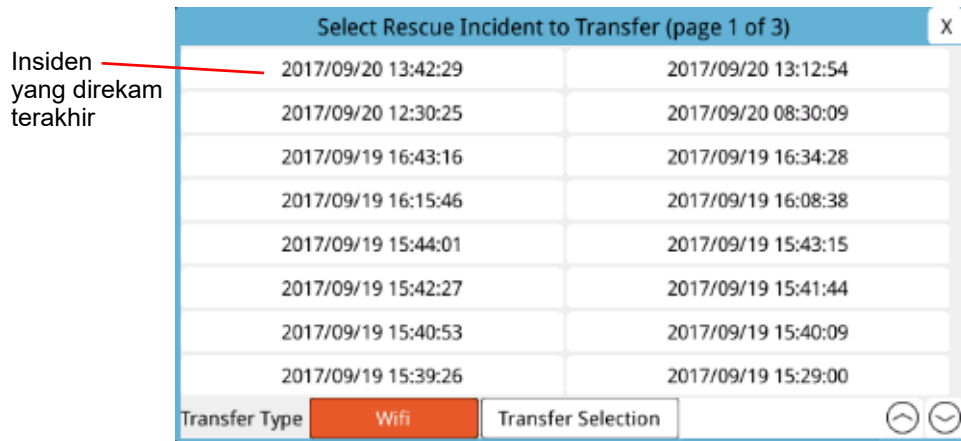 Select Rescue Incident to Transfer (page 1 of 3) X
Insiden
yang direkam
terakhir
2017/09/20 13:42:29 2017/09/20 13:12:54
2017/09/20 12:30:25 2017/09/20 08:30:09
2017/09/19 16:43:16 2017/09/19 16:34:28
2017/09/19 16:15:46 2017/09/19 16:08:38
2017/09/19 15:44:01 2017/09/19 15:43:15
2017/09/19 15:42:27 2017/09/19 15:41:44
2017/09/19 15:40:53 2017/09/19 15:40:09
2017/09/19 15:39:26 2017/09/19 15:29:00
Transfer Type Wifi Transfer Selection